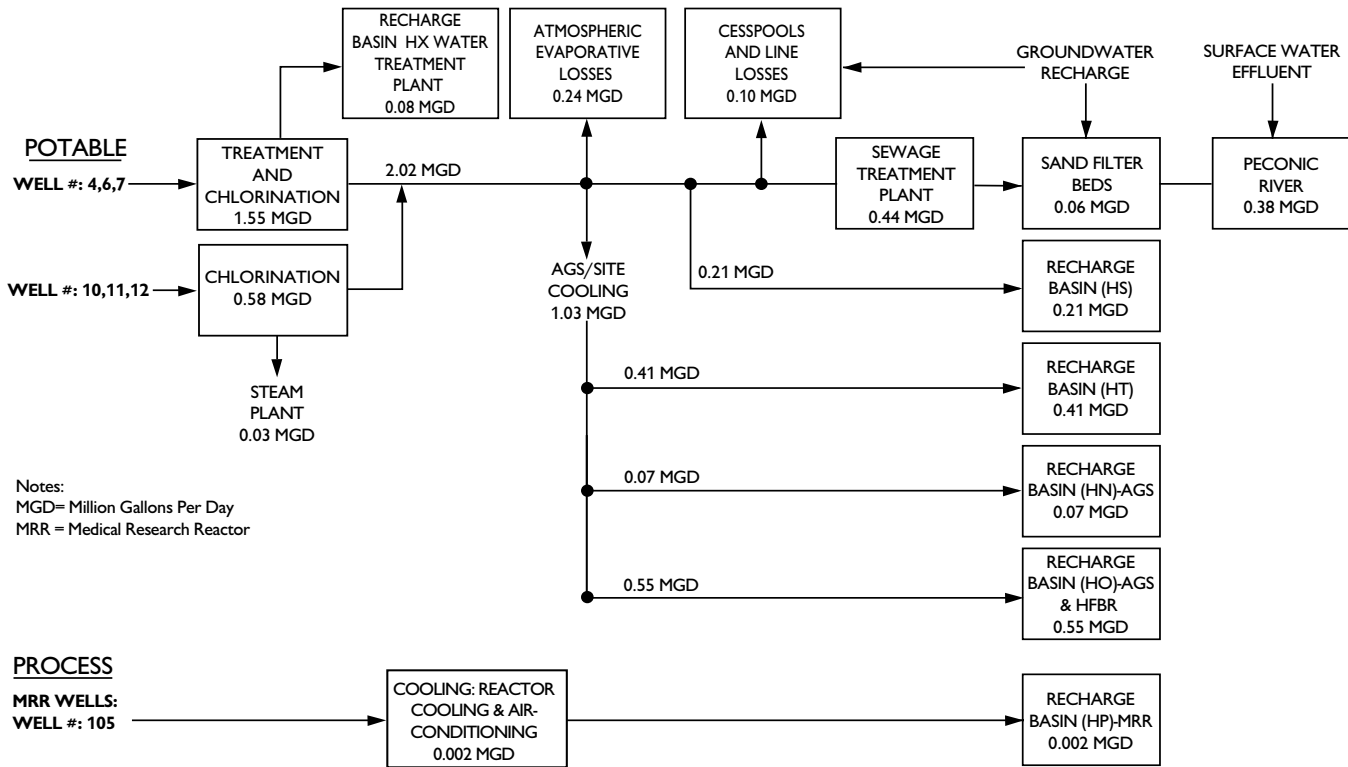 RECHARGE
BASIN HX WATER
TREATMENT
PLANT
0.08 MGD
ATMOSPHERIC
EVAPORATIVE
LOSSES
0.24 MGD
CESSPOOLS
AND LINE
LOSSES
0.10 MGD
GROUNDWATER
RECHARGE
SURFACE WATER
EFFLUENT
POTABLE
WELL #: 4,6,7
TREATMENT
AND
CHLORINATION
1.55 MGD
2.02 MGD
SEWAGE
TREATMENT
PLANT
0.44 MGD
SAND FILTER
BEDS
0.06 MGD
PECONIC
RIVER
0.38 MGD
WELL #: 10,11,12
CHLORINATION
0.58 MGD
AGS/SITE
COOLING
1.03 MGD
0.21 MGD
RECHARGE
BASIN (HS)
0.21 MGD
STEAM
PLANT
0.03 MGD
0.41 MGD
RECHARGE
BASIN (HT)
0.41 MGD
Notes:
MGD= Million Gallons Per Day
MRR = Medical Research Reactor
0.07 MGD
RECHARGE
BASIN (HN)-AGS
0.07 MGD
0.55 MGD
RECHARGE
BASIN (HO)-AGS
& HFBR
0.55 MGD
PROCESS
MRR WELLS:
WELL #: 105
COOLING: REACTOR
COOLING & AIR-
CONDITIONING
0.002 MGD
RECHARGE
BASIN (HP)-MRR
0.002 MGD